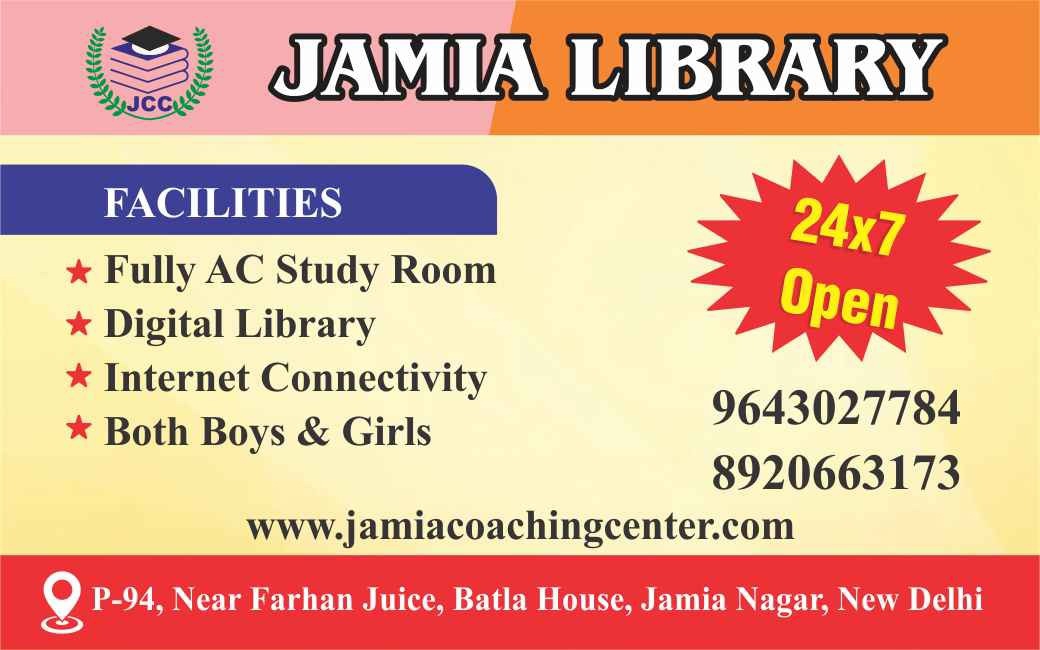 JCC
JAMIA LIBRARY
FACILITIES
Fully AC Study Room
Digital Library
Internet Connectivity
Both Boys & Girls
24x7
Open
9643027784
8920663173
www.jamiacoachingcenter.com
P-94, Near Farhan Juice, Batla House, Jamia Nagar, New Delhi